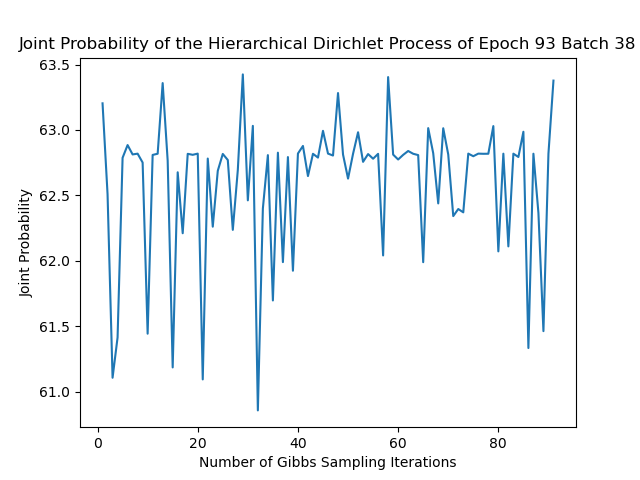 Joint Probability of the Hierarchical Dirichlet Process of Epoch 93 Batch 38
63.5
63.0
62.5
62.0
61.5
61.0
Joint Probability
0 20 40 60 80
Number of Gibbs Sampling Iterations